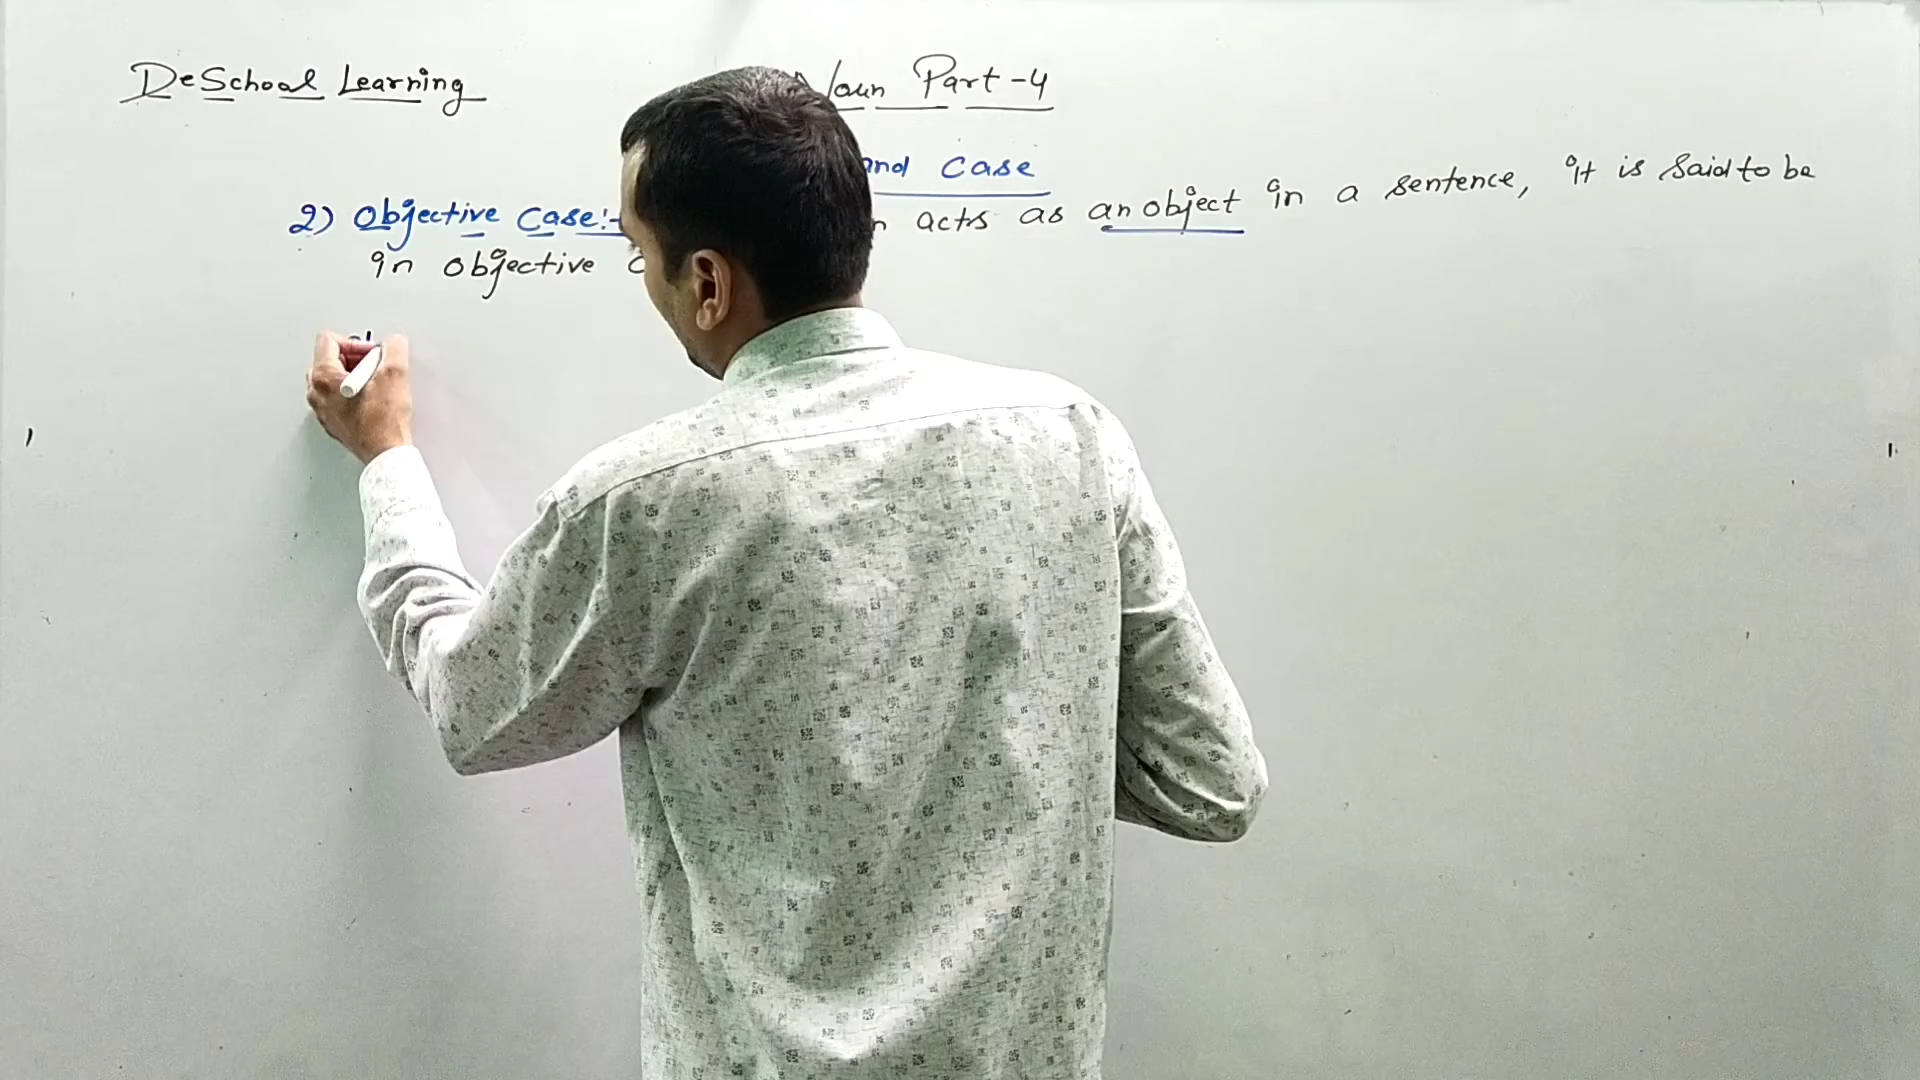 DeSchool Learning
Noun Part-4
and Case
2) Objective Case:- acts as an object in a sentence, it is said to be
in objective